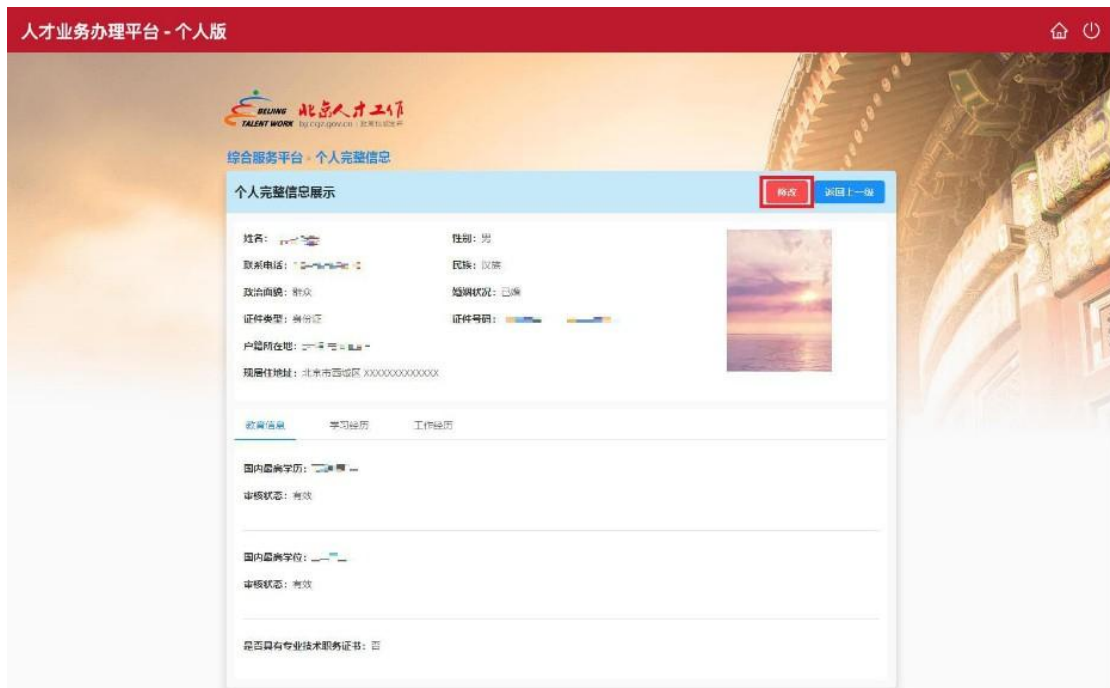 人才业务办理平台 - 个人版
BEIJING
TALENT WORK
北京人才工作
综合服务平台 - 个人完整信息
个人完整信息展示
修改 返回上一级
姓名： 性别：男
联系电话： 民族：汉族
政治面貌：群众 婚姻状况：已婚
证件类型：身份证 证件号码：
户籍所在地：
现居住地址：北京市西城区 XXXXXXXXXXXXX
教育信息 学习经历 工作经历
国内最高学历：
审核状态：有效
国内最高学位：
审核状态：有效
是否具有专业技术职务证书：否